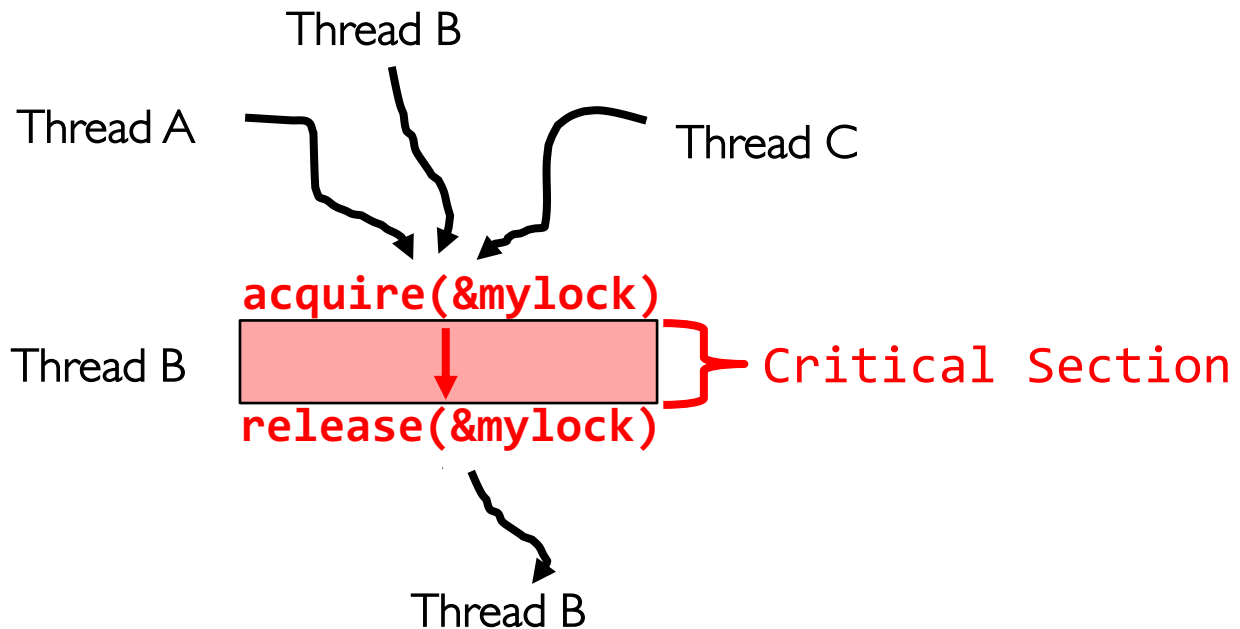 Thread B
Thread A
Thread C
acquire(&mylock)
Thread B
Critical Section
release(&mylock)
Thread B